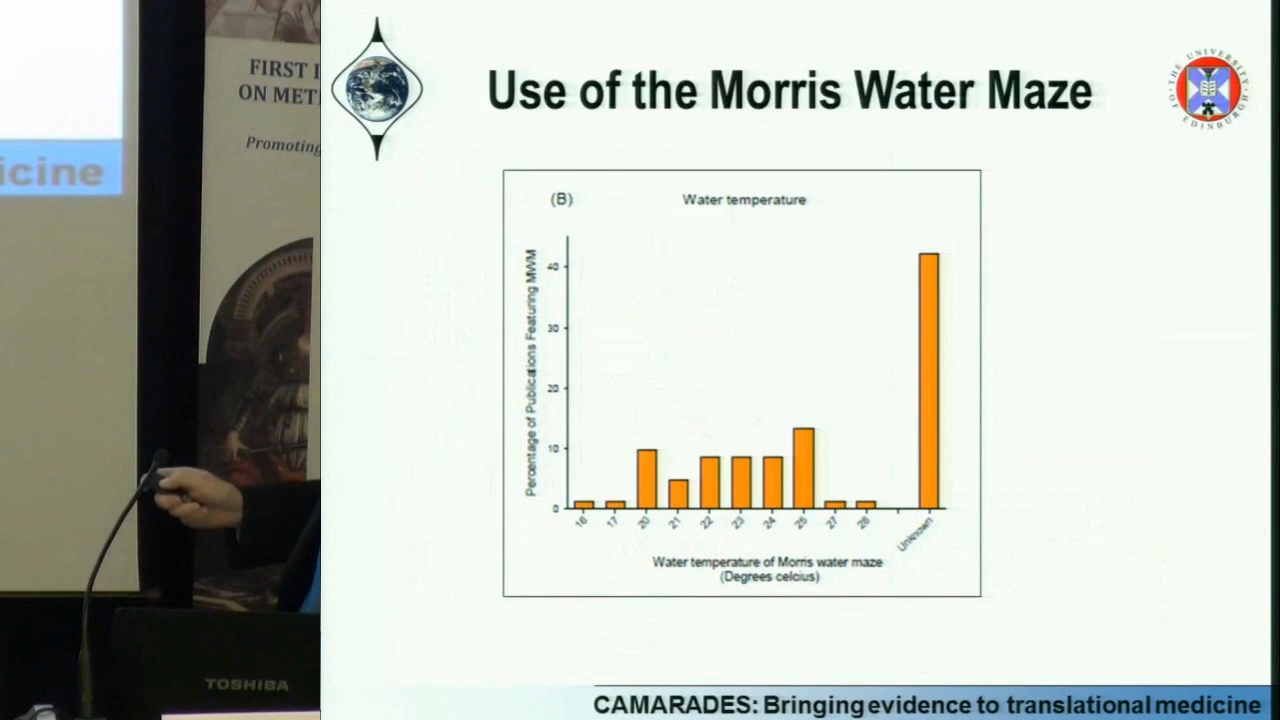 icine
FIRST
ON MET
Promoting
TOSHIBA
Use of the Morris Water Maze
THE UNIVERSITY OF EDINBURGH
(B)
Water temperature
Percentage of Publications Featuring MWM
40
30
20
10
0
16
17
20
21
22
23
24
25
27
28
Unknown
Water temperature of Morris water maze
(Degrees celcius)
CAMARADES: Bringing evidence to translational medicine